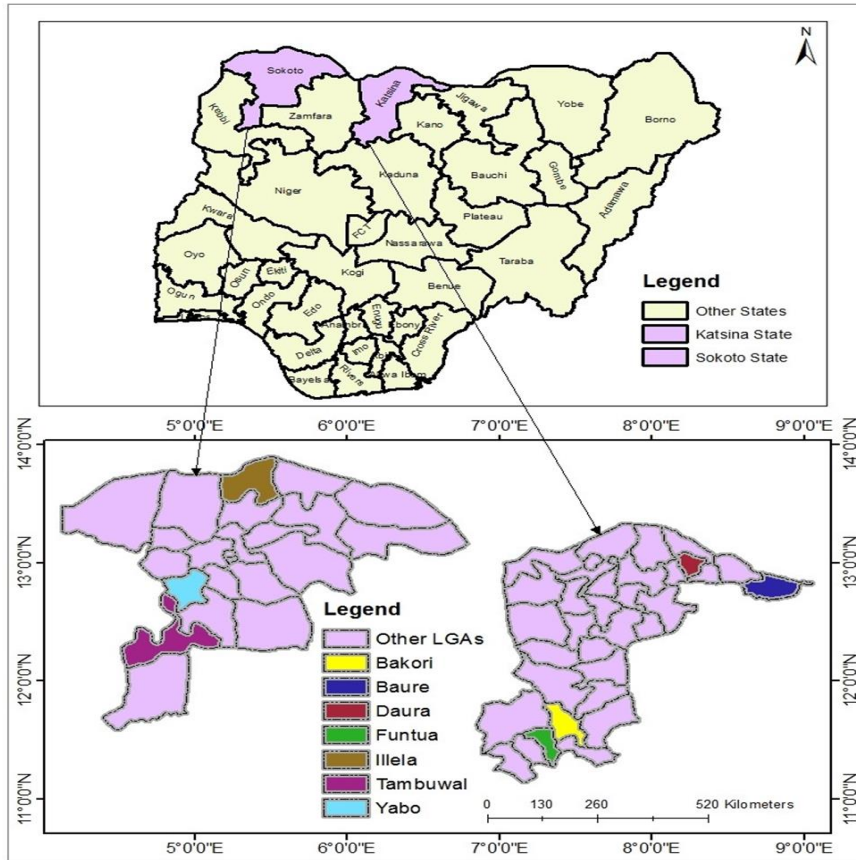 N
Sokoto
Katsina
Jigawa
Yobe
Kebbi
Zamfara
Kano
Borno
Kaduna
Bauchi
Gombe
Niger
Adamawa
Plateau
Kwara
FCT
Nassarawa
Taraba
Oyo
Osun
Ekiti
Kogi
Benue
Ogun
Ondo
Edo
Enugu
Ebony
Cross River
Delta
Imo
Bayelsa
Rivers
Legend
Other States
Katsina State
Sokoto State
5°0'0"E
6°0'0"E
7°0'0"E
8°0'0"E
9°0'0"E
14°0'0"N
14°0'0"N
13°0'0"N
13°0'0"N
12°0'0"N
12°0'0"N
11°0'0"N
11°0'0"N
Legend
Other LGAs
Bakori
Baure
Daura
Funtua
Illela
Tambuwal
Yabo
0 130 260 520 Kilometers
5°0'0"E
6°0'0"E
7°0'0"E
8°0'0"E
9°0'0"E